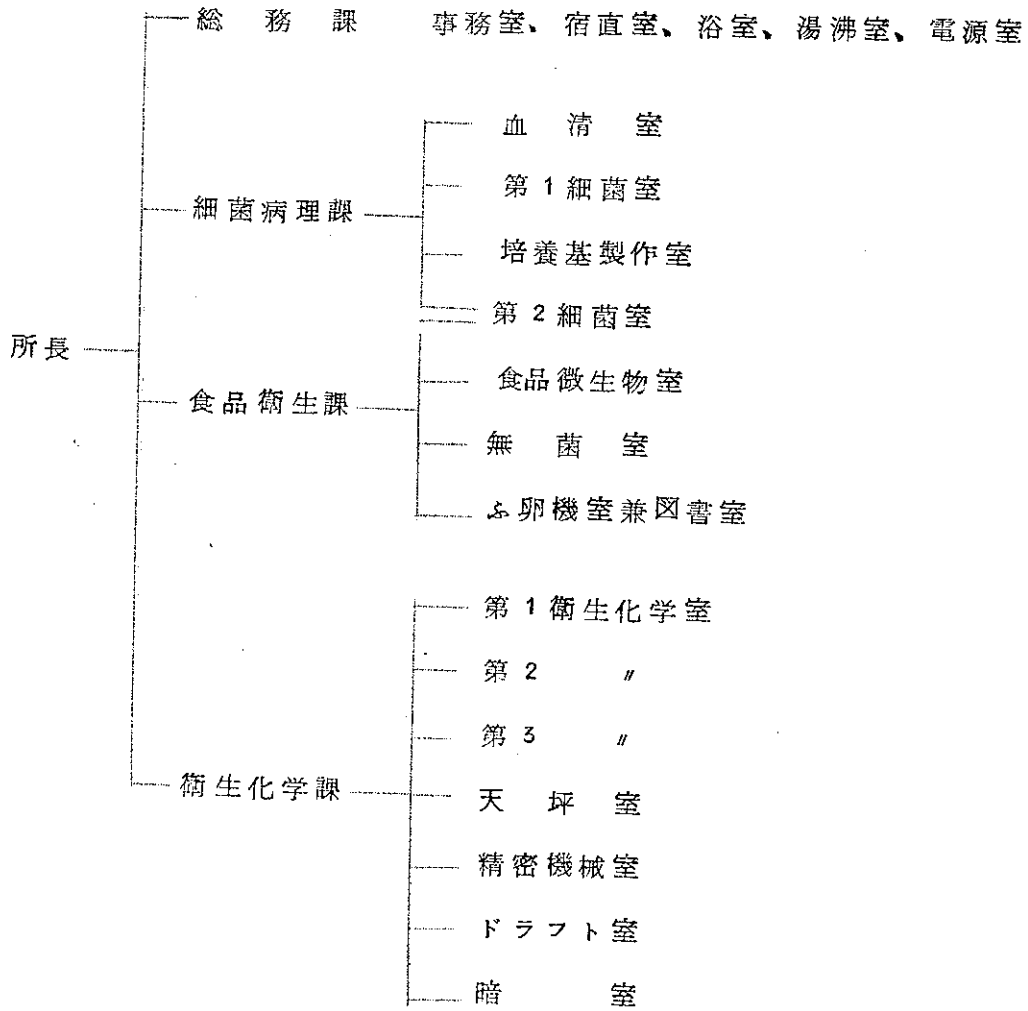 総務課 事務室、宿直室、浴室、湯沸室、電源室
血清室
第1細菌室
細菌病理課
培養基製作室
第2細菌室
所長
食品微生物室
食品衛生課
無菌室
ふ卵機室兼図書室
第1衛生化学室
第2 〃
第3 〃
衛生化学課
天坪室
精密機械室
ドラフト室
暗室